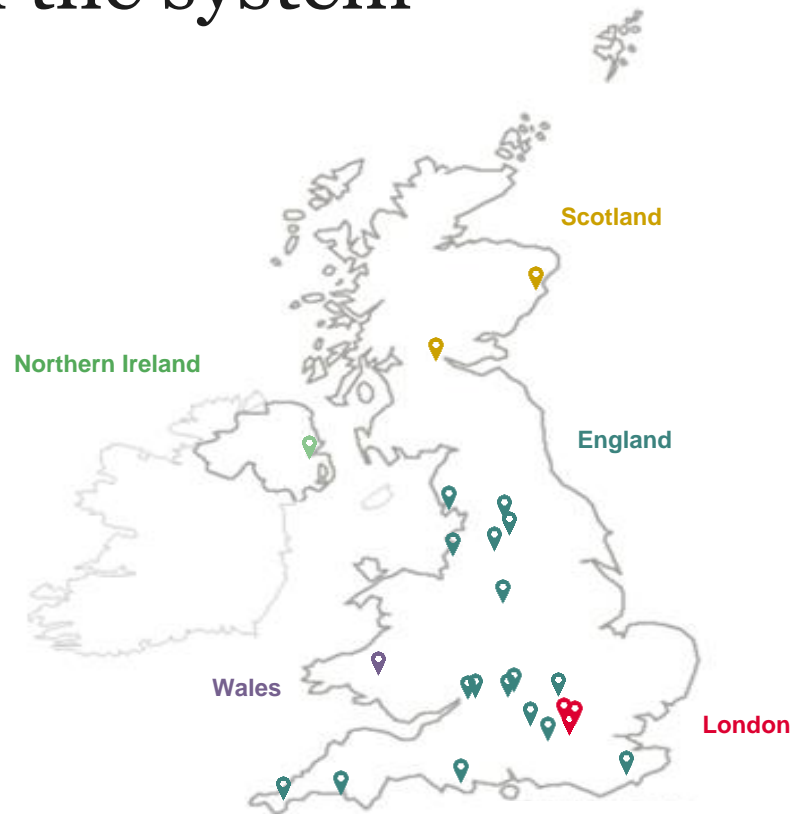 the system
Scotland
Northern Ireland
England
Wales
London